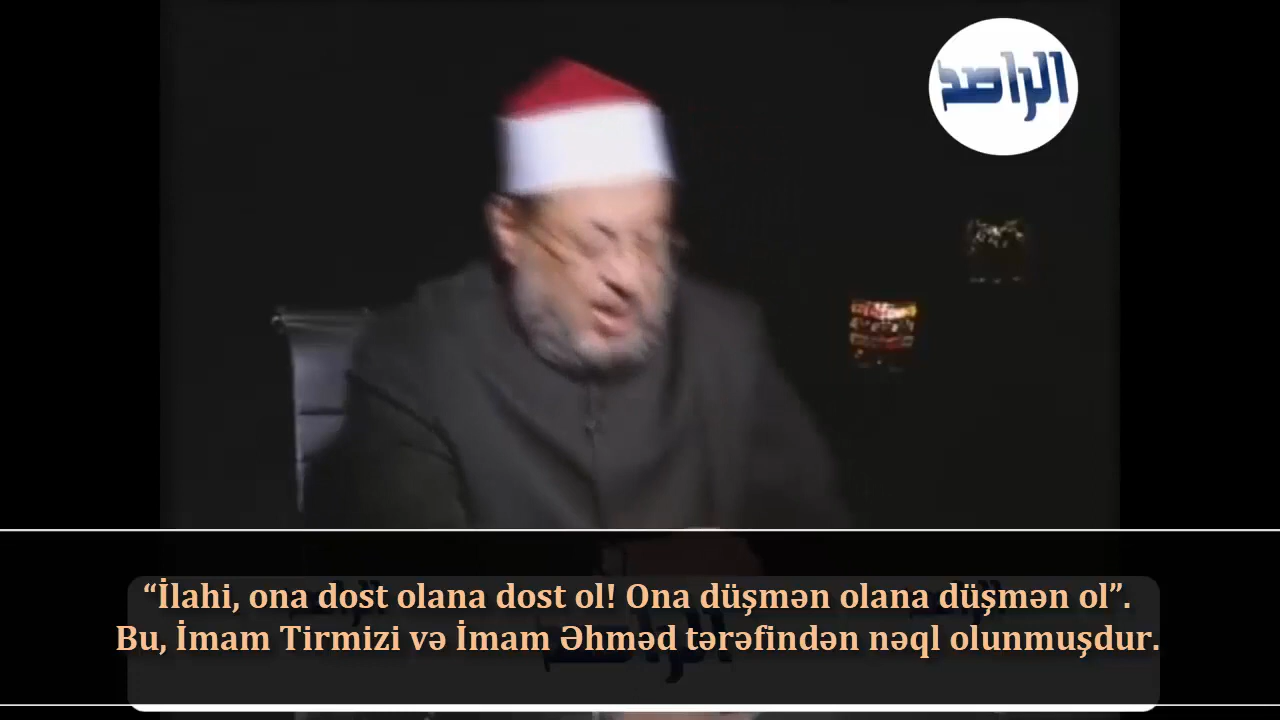 الراصد
“İlahi, ona dost olana dost ol! Ona düşmən olana düşmən ol”.
Bu, İmam Tirmizi və İmam Əhməd tərəfindən nəql olunmuşdur.